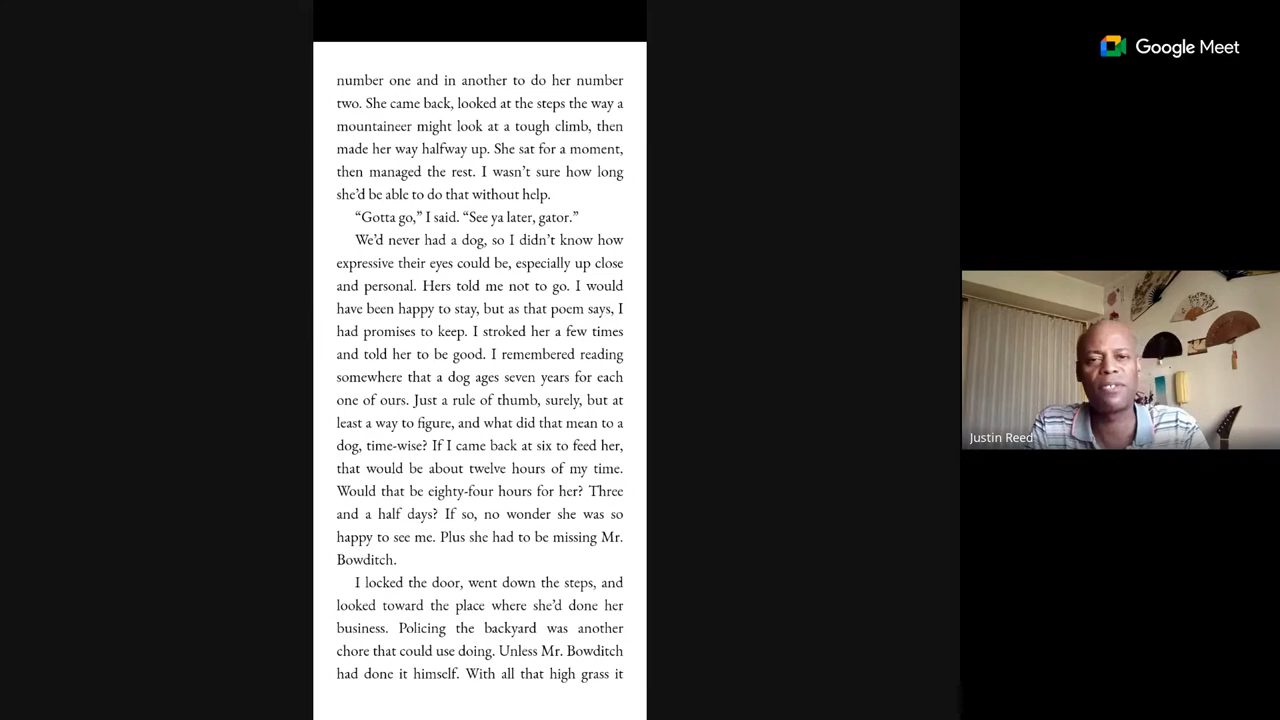 number one and in another to do her number
two. She came back, looked at the steps the way a
mountaineer might look at a tough climb, then
made her way halfway up. She sat for a moment,
then managed the rest. I wasn’t sure how long
she’d be able to do that without help.
“Gotta go,” I said. “See ya later, gator.”
We’d never had a dog, so I didn’t know how
expressive their eyes could be, especially up close
and personal. Hers told me not to go. I would
have been happy to stay, but as that poem says, I
had promises to keep. I stroked her a few times
and told her to be good. I remembered reading
somewhere that a dog ages seven years for each
one of ours. Just a rule of thumb, surely, but at
least a way to figure, and what did that mean to a
dog, time-wise? If I came back at six to feed her,
that would be about twelve hours of my time.
Would that be eighty-four hours for her? Three
and a half days? If so, no wonder she was so
happy to see me. Plus she had to be missing Mr.
Bowditch.
I locked the door, went down the steps, and
looked toward the place where she’d done her
business. Policing the backyard was another
chore that could use doing. Unless Mr. Bowditch
had done it himself. With all that high grass it
Google Meet
Justin Reed